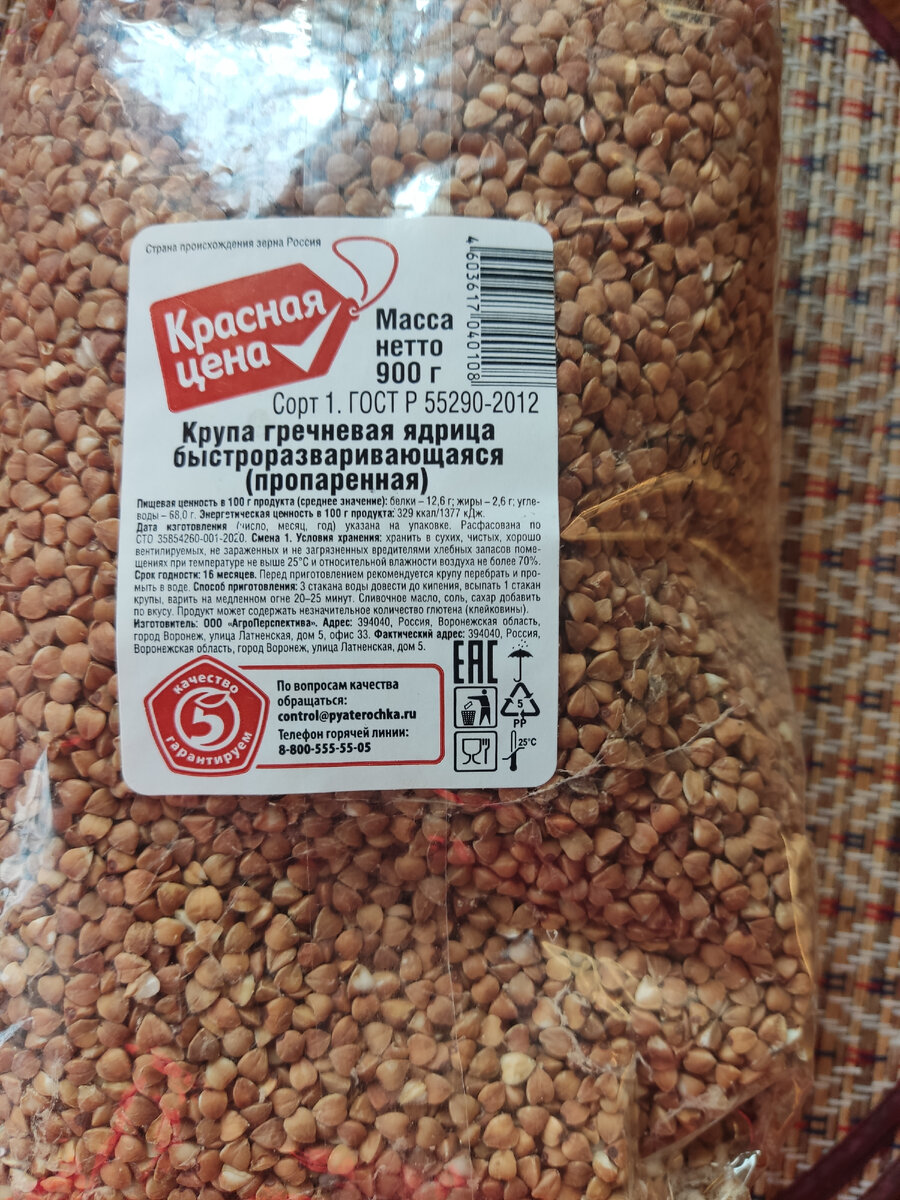 Страна происхождения зерна Россия
Красная
цена
Масса
нетто
900 г
4 603617 040108
Сорт 1. ГОСТ Р 55290-2012
Крупа гречневая ядрица
быстроразваривающаяся
(пропаренная)
Пищевая ценность в 100 г продукта (среднее значение): белки – 12,6 г; жиры – 2,6 г; угле-
воды – 68,0 г. Энергетическая ценность в 100 г продукта: 329 ккал/1377 кДж.
Дата изготовления (число, месяц, год) указана на упаковке. Расфасована по
СТО 35854260-001-2020. Смена 1. Условия хранения: хранить в сухих, чистых, хорошо
вентилируемых, не зараженных и не загрязненных вредителями хлебных запасов поме-
щениях при температуре не выше 25°С и относительной влажности воздуха не более 70%.
Срок годности: 16 месяцев. Перед приготовлением рекомендуется крупу перебрать и про-
мыть в воде. Способ приготовления: 3 стакана воды довести до кипения, всыпать 1 стакан
крупы, варить на медленном огне 20–25 минут. Сливочное масло, соль, сахар добавить
по вкусу. Продукт может содержать незначительное количество глютена (клейковины).
Изготовитель: ООО «АгроПерспектива». Адрес: 394040, Россия, Воронежская область,
город Воронеж, улица Латненская, дом 5, офис 33. Фактический адрес: 394040, Россия,
Воронежская область, город Воронеж, улица Латненская, дом 5.
ЕАС
качество
5
гарантируем
По вопросам качества
обращаться:
control@pyaterochka.ru
Телефон горячей линии:
8-800-555-55-05
5
PP
25°C